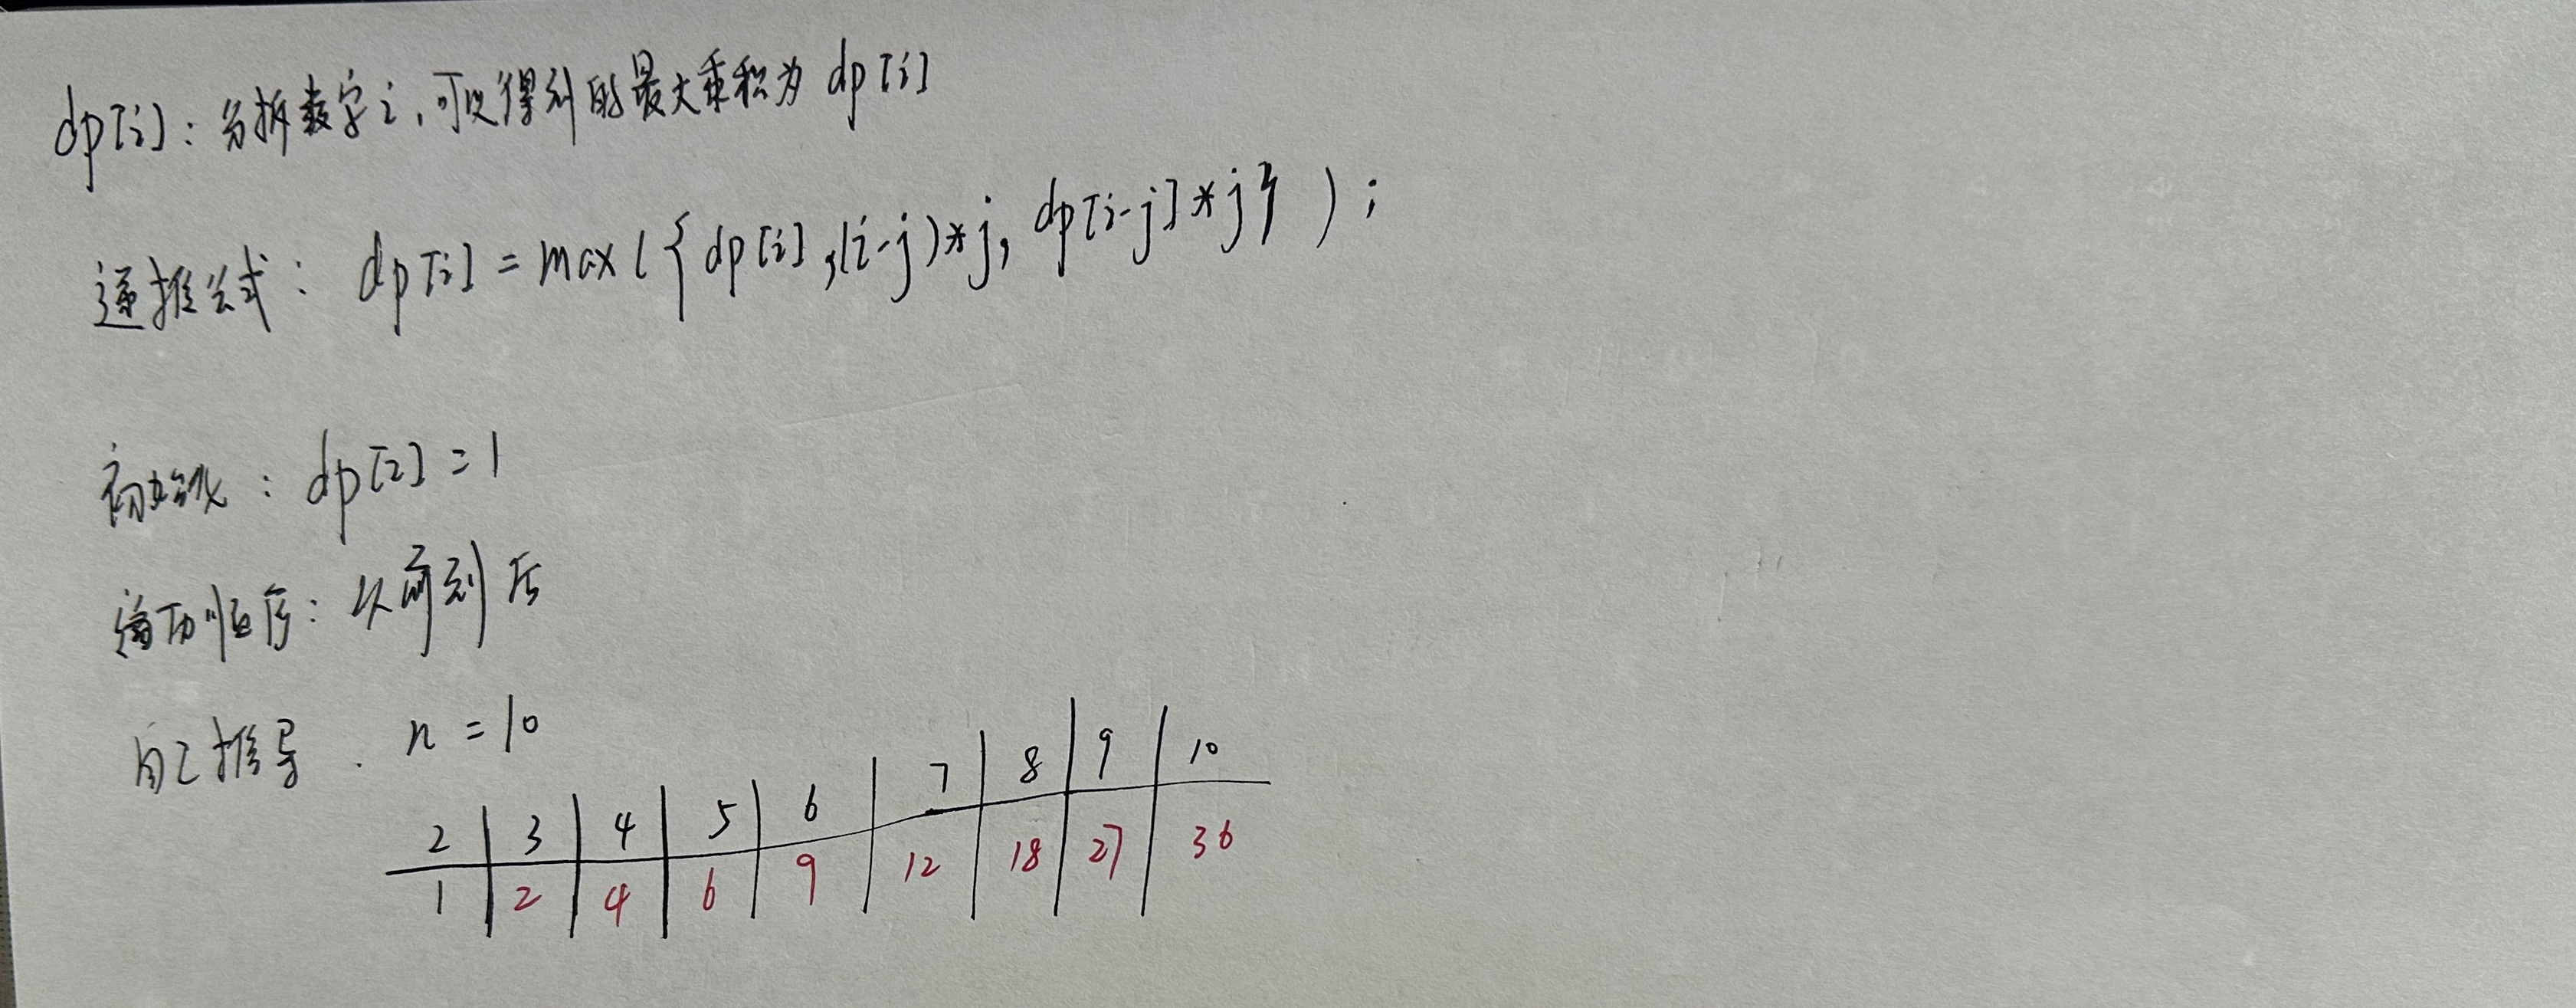 dp[i]:分拆数字i,可以得到的最大乘积为 dp[i]
递推公式: dp[i] = max({dp[i],(i-j)*j, dp[i-j]*j});
初始化:dp[2]=1
遍历顺序:从前到后
自己推导. n=10
2 3 4 5 6 7 8 9 10
1 2 4 6 9 12 18 27 36